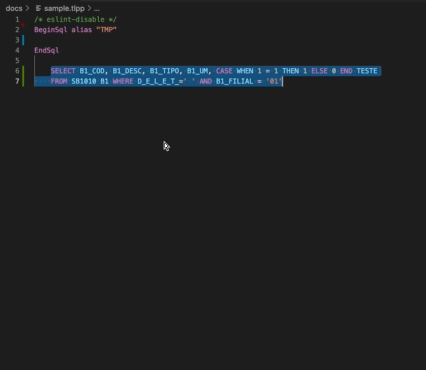 docs > sample.tlpp > ...
1 /* eslint-disable */
2 BeginSql alias "TMP"
3
4 EndSql
5
6 SELECT B1_COD, B1_DESC, B1_TIPO, B1_UM, CASE WHEN 1 = 1 THEN 1 ELSE 0 END TESTE
7 FROM SB1010 B1 WHERE D_E_L_E_T_=' ' AND B1_FILIAL = '01'